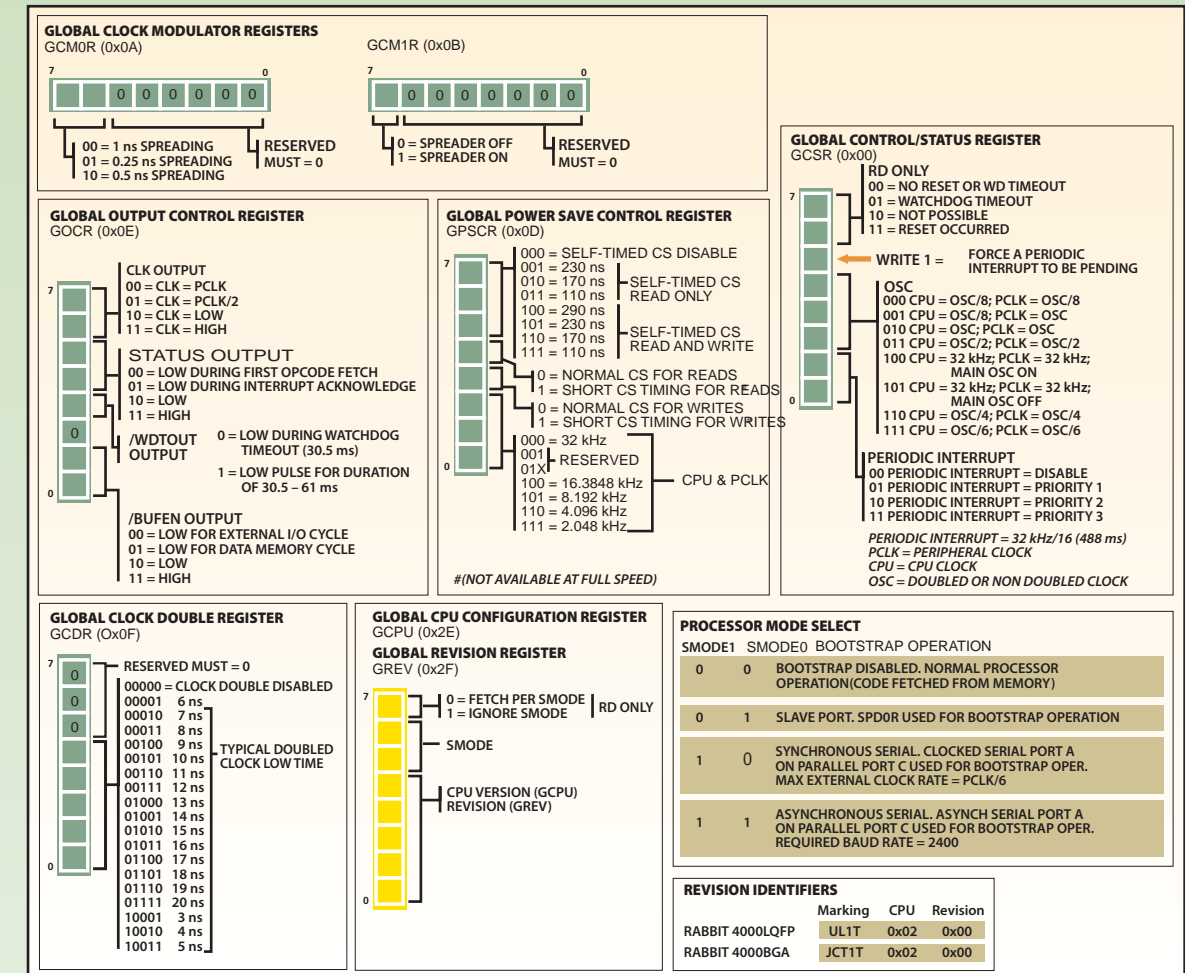 GLOBAL CLOCK MODULATOR REGISTERS
GCM0R (0x0A)
7 0
0 0 0 0 0 0
00 = 1 ns SPREADING
01 = 0.25 ns SPREADING
10 = 0.5 ns SPREADING
RESERVED
MUST = 0
GCM1R (0x0B)
7 0
0 0 0 0 0 0 0
0 = SPREADER OFF
1 = SPREADER ON
RESERVED
MUST = 0
GLOBAL CONTROL/STATUS REGISTER
GCSR (0x00)
7
0
RD ONLY
00 = NO RESET OR WD TIMEOUT
01 = WATCHDOG TIMEOUT
10 = NOT POSSIBLE
11 = RESET OCCURRED
WRITE 1 = FORCE A PERIODIC
INTERRUPT TO BE PENDING
OSC
000 CPU = OSC/8; PCLK = OSC/8
001 CPU = OSC/8; PCLK = OSC
010 CPU = OSC; PCLK = OSC
011 CPU = OSC/2; PCLK = OSC/2
100 CPU = 32 kHz; PCLK = 32 kHz;
MAIN OSC ON
101 CPU = 32 kHz; PCLK = 32 kHz;
MAIN OSC OFF
110 CPU = OSC/4; PCLK = OSC/4
111 CPU = OSC/6; PCLK = OSC/6
PERIODIC INTERRUPT
00 PERIODIC INTERRUPT = DISABLE
01 PERIODIC INTERRUPT = PRIORITY 1
10 PERIODIC INTERRUPT = PRIORITY 2
11 PERIODIC INTERRUPT = PRIORITY 3
PERIODIC INTERRUPT = 32 kHz/16 (488 ms)
PCLK = PERIPHERAL CLOCK
CPU = CPU CLOCK
OSC = DOUBLED OR NON DOUBLED CLOCK
GLOBAL OUTPUT CONTROL REGISTER
GOCR (0x0E)
7
0
0
CLK OUTPUT
00 = CLK = PCLK
01 = CLK = PCLK/2
10 = CLK = LOW
11 = CLK = HIGH
STATUS OUTPUT
00 = LOW DURING FIRST OPCODE FETCH
01 = LOW DURING INTERRUPT ACKNOWLEDGE
10 = LOW
11 = HIGH
/WDTOUT
OUTPUT
0 = LOW DURING WATCHDOG
TIMEOUT (30.5 ms)
1 = LOW PULSE FOR DURATION
OF 30.5 – 61 ms
/BUFEN OUTPUT
00 = LOW FOR EXTERNAL I/O CYCLE
01 = LOW FOR DATA MEMORY CYCLE
10 = LOW
11 = HIGH
GLOBAL POWER SAVE CONTROL REGISTER
GPSCR (0x0D)
7
0
000 = SELF-TIMED CS DISABLE
001 = 230 ns
010 = 170 ns
011 = 110 ns
SELF-TIMED CS
READ ONLY
100 = 290 ns
101 = 230 ns
110 = 170 ns
111 = 110 ns
SELF-TIMED CS
READ AND WRITE
0 = NORMAL CS FOR READS
1 = SHORT CS TIMING FOR READS
0 = NORMAL CS FOR WRITES
1 = SHORT CS TIMING FOR WRITES
000 = 32 kHz
001
01X
RESERVED
100 = 16.3848 kHz
101 = 8.192 kHz
110 = 4.096 kHz
111 = 2.048 kHz
CPU & PCLK
#(NOT AVAILABLE AT FULL SPEED)
GLOBAL CLOCK DOUBLE REGISTER
GCDR (Ox0F)
7
0
0
0
0
RESERVED MUST = 0
00000 = CLOCK DOUBLE DISABLED
00001 6 ns
00010 7 ns
00011 8 ns
00100 9 ns
00101 10 ns
00110 11 ns
00111 12 ns
01000 13 ns
01001 14 ns
01010 15 ns
01011 16 ns
01100 17 ns
01101 18 ns
01110 19 ns
01111 20 ns
10001 3 ns
10010 4 ns
10011 5 ns
TYPICAL DOUBLED
CLOCK LOW TIME
GLOBAL CPU CONFIGURATION REGISTER
GCPU (0x2E)
GLOBAL REVISION REGISTER
GREV (0x2F)
7
0
0 = FETCH PER SMODE
1 = IGNORE SMODE
RD ONLY
SMODE
CPU VERSION (GCPU)
REVISION (GREV)
PROCESSOR MODE SELECT
SMODE1 SMODE0 BOOTSTRAP OPERATION
0 0 BOOTSTRAP DISABLED. NORMAL PROCESSOR
OPERATION(CODE FETCHED FROM MEMORY)
0 1 SLAVE PORT. SPD0R USED FOR BOOTSTRAP OPERATION
1 0 SYNCHRONOUS SERIAL. CLOCKED SERIAL PORT A
ON PARALLEL PORT C USED FOR BOOTSTRAP OPER.
MAX EXTERNAL CLOCK RATE = PCLK/6
1 1 ASYNCHRONOUS SERIAL. ASYNCH SERIAL PORT A
ON PARALLEL PORT C USED FOR BOOTSTRAP OPER.
REQUIRED BAUD RATE = 2400
REVISION IDENTIFIERS
Marking CPU Revision
RABBIT 4000LQFP UL1T 0x02 0x00
RABBIT 4000BGA JCT1T 0x02 0x00